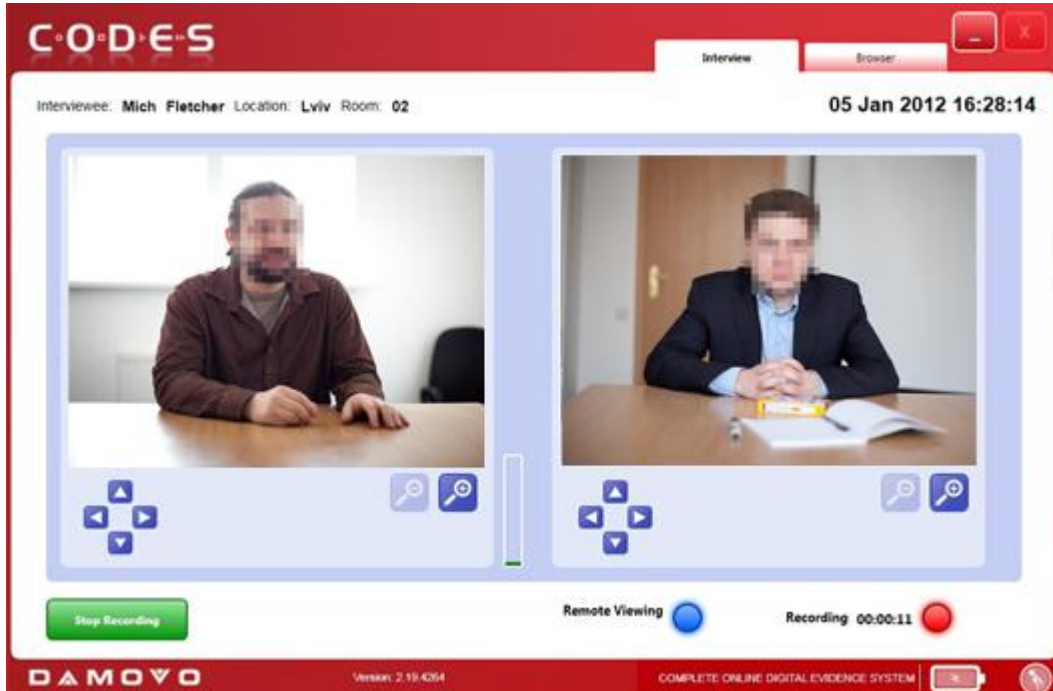 C·O·D·E·S
Interview
Browser
Interviewee: Mich Fletcher Location: Lviv Room: 02
05 Jan 2012 16:28:14
Stop Recording
Remote Viewing
Recording 00:00:11
DAMOVO
Version: 2.19.4264
COMPLETE ONLINE DIGITAL EVIDENCE SYSTEM